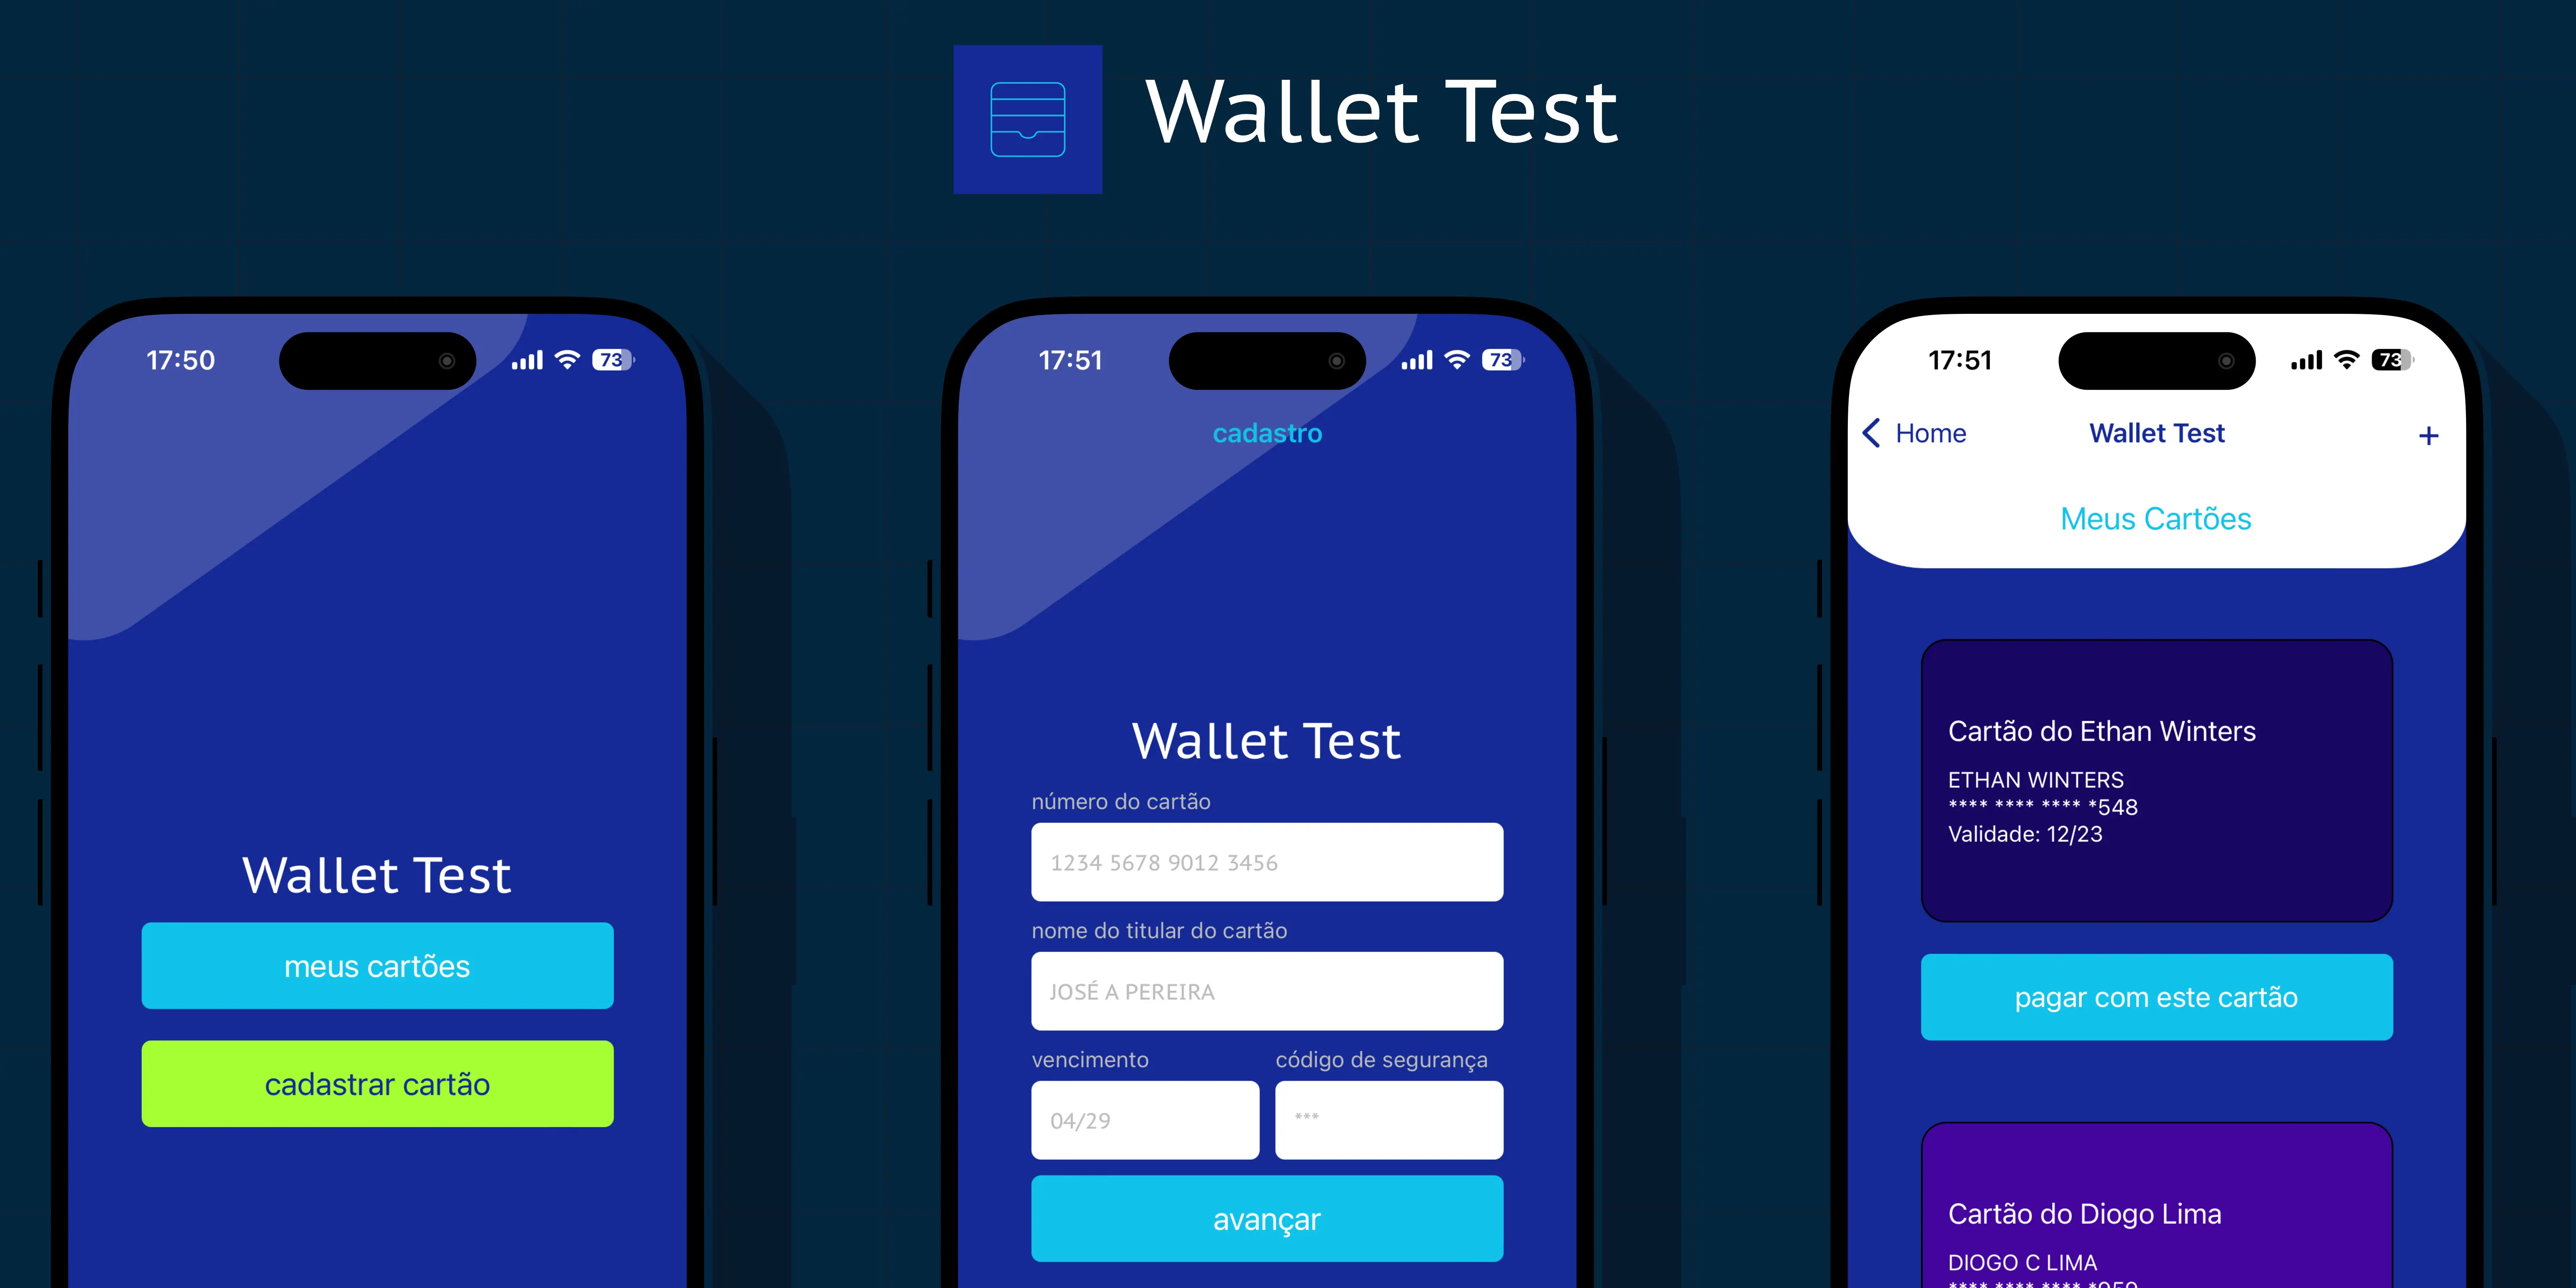 Wallet Test
17:50
73
Wallet Test
meus cartões
cadastrar cartão
17:51
73
cadastro
Wallet Test
número do cartão
1234 5678 9012 3456
nome do titular do cartão
JOSÉ A PEREIRA
vencimento
código de segurança
04/29
***
avançar
17:51
73
Home
Wallet Test
+
Meus Cartões
Cartão do Ethan Winters
ETHAN WINTERS
**** **** **** *548
Validade: 12/23
pagar com este cartão
Cartão do Diogo Lima
DIOGO C LIMA